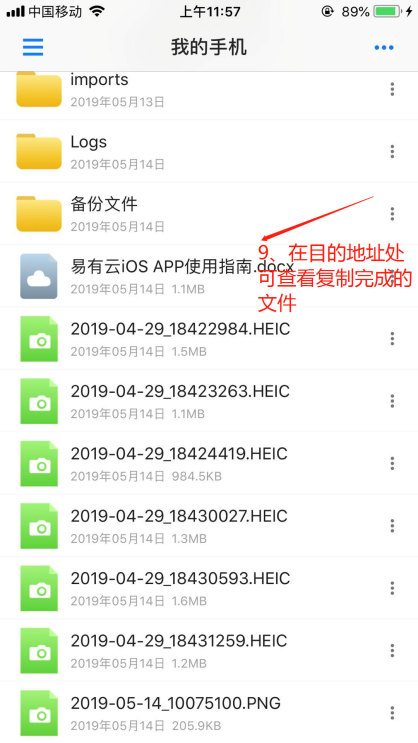 中国移动
上午11:57
89%
我的手机
imports
2019年05月13日
Logs
2019年05月14日
备份文件
2019年05月14日
9、在目的地址处
可查看复制完成的
文件
易有云iOS APP使用指南.docx
2019年05月14日 1.1MB
2019-04-29_18422984.HEIC
2019年05月14日 1.5MB
2019-04-29_18423263.HEIC
2019年05月14日 1.1MB
2019-04-29_18424419.HEIC
2019年05月14日 984.5KB
2019-04-29_18430027.HEIC
2019年05月14日 1.3MB
2019-04-29_18430593.HEIC
2019年05月14日 1.6MB
2019-04-29_18431259.HEIC
2019年05月14日 1.2MB
2019-05-14_10075100.PNG
2019年05月14日 205.9KB